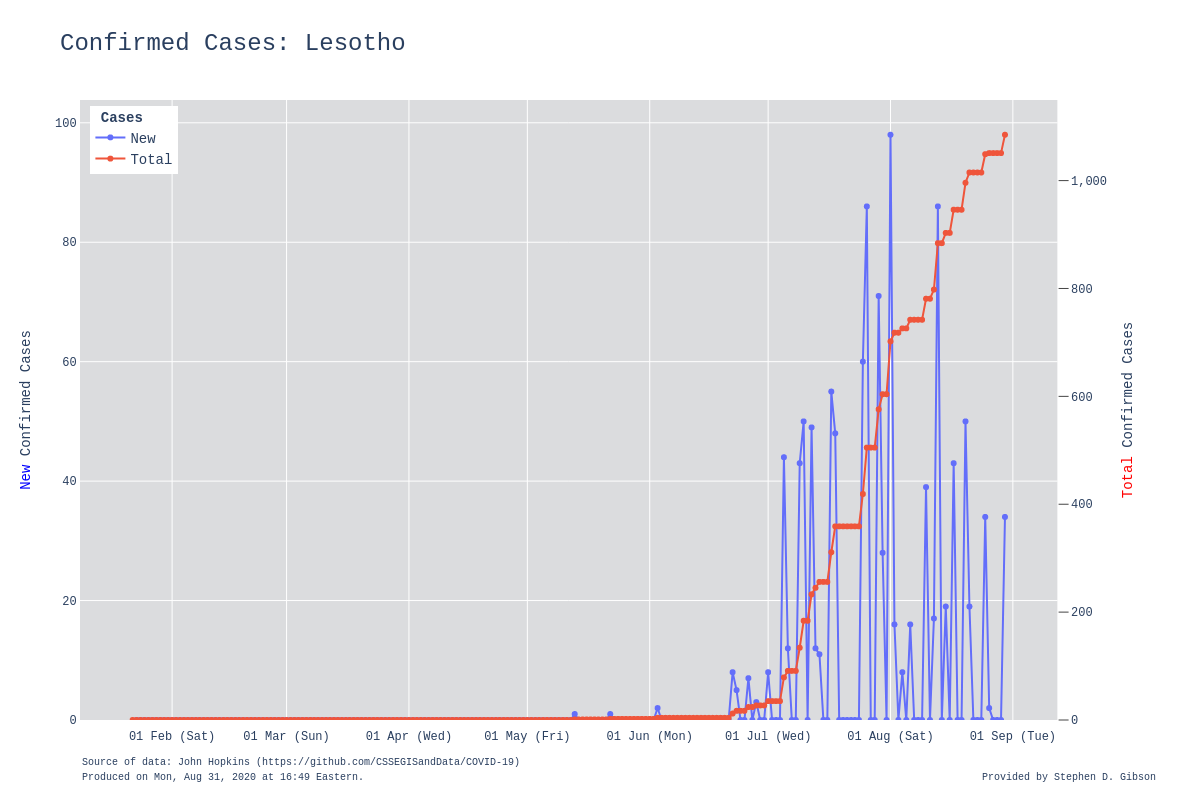 Confirmed Cases: Lesotho
Cases
New
Total
100
80
60
40
20
0
1,000
800
600
400
200
0
New Confirmed Cases
Total Confirmed Cases
01 Feb (Sat)
01 Mar (Sun)
01 Apr (Wed)
01 May (Fri)
01 Jun (Mon)
01 Jul (Wed)
01 Aug (Sat)
01 Sep (Tue)
Source of data: John Hopkins (https://github.com/CSSEGISandData/COVID-19)
Produced on Mon, Aug 31, 2020 at 16:49 Eastern.
Provided by Stephen D. Gibson